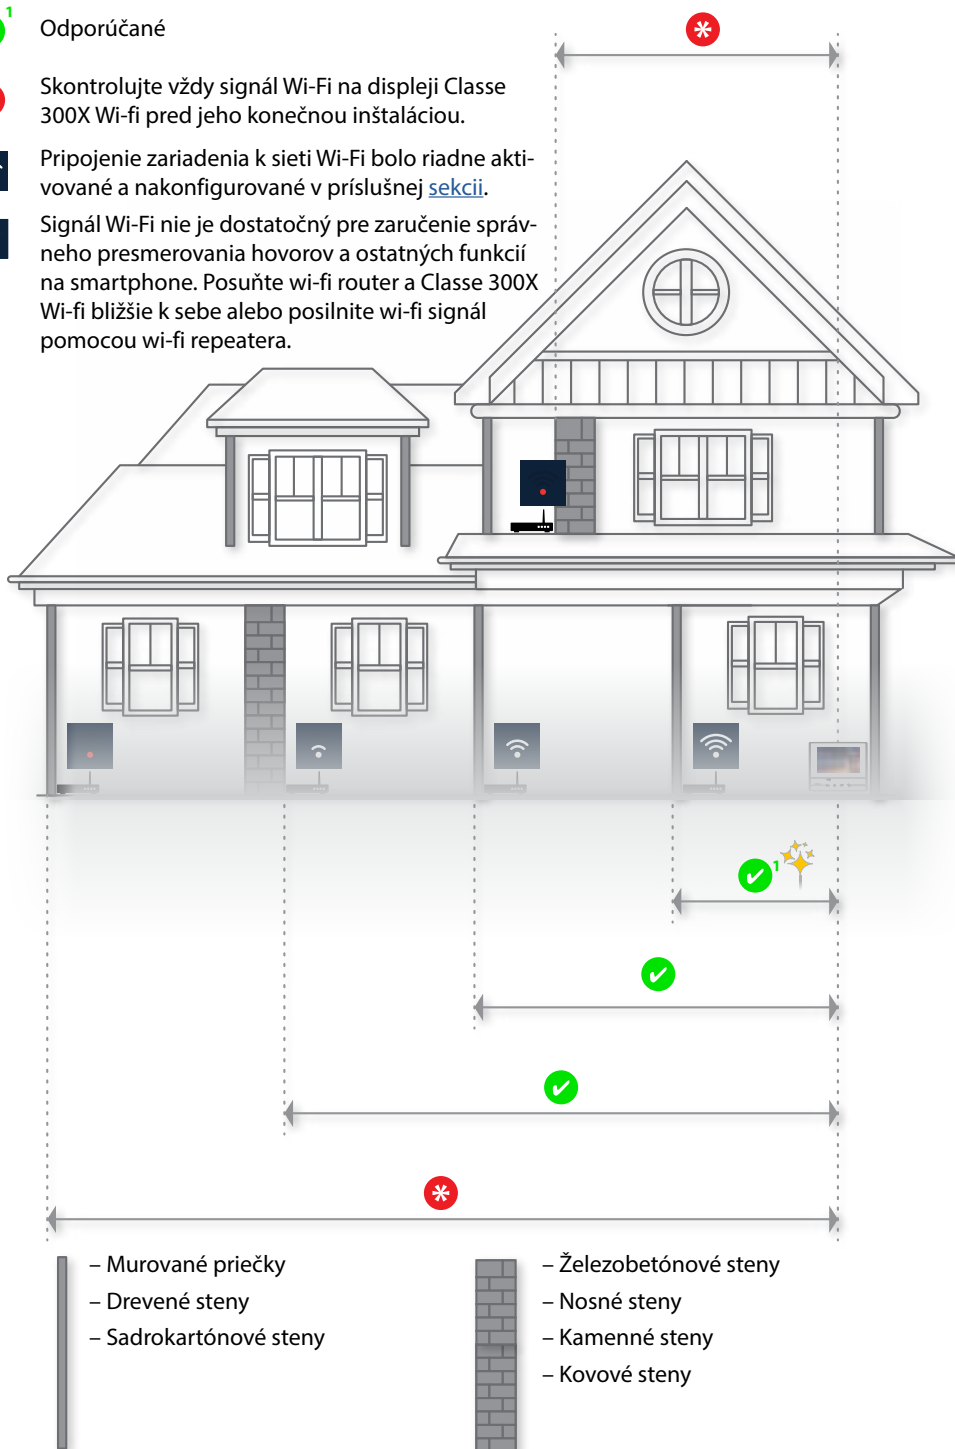 1
Odporúčané
Skontrolujte vždy signál Wi-Fi na displeji Classe
300X Wi-fi pred jeho konečnou inštaláciou.
Pripojenie zariadenia k sieti Wi-Fi bolo riadne akti-
vované a nakonfigurované v príslušnej sekcii.
Signál Wi-Fi nie je dostatočný pre zaručenie správ-
neho presmerovania hovorov a ostatných funkcií
na smartphone. Posuňte wi-fi router a Classe 300X
Wi-fi bližšie k sebe alebo posilnite wi-fi signál
pomocou wi-fi repeatera.
1
– Murované priečky
– Drevené steny
– Sadrokartónové steny
– Železobetónové steny
– Nosné steny
– Kamenné steny
– Kovové steny